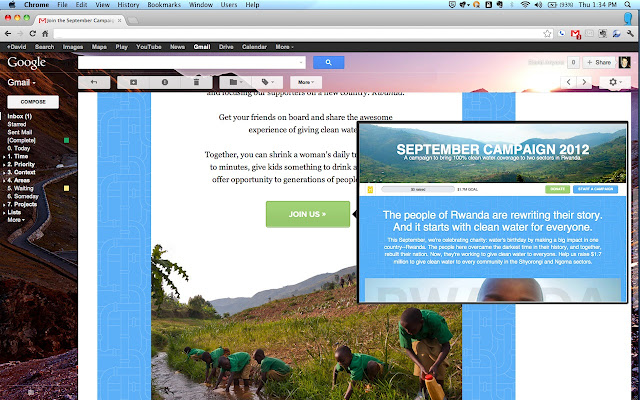 Chrome File Edit View History Bookmarks Window Users Help
(93%) Thu 1:34 PM
Join the September Campaig
+David Search Images Maps Play YouTube News Gmail Drive Calendar More
Google
0 + Share
Gmail
More
COMPOSE
Inbox (1)
Starred
Sent Mail
[Complete]
0. Today
1. Time
2. Priority
3. Context
4. Areas
5. Waiting
6. Someday
7. Projects
Lists
More
and focusing our supporters on a new country: Rwanda.
Get your friends on board and share the awesome
experience of giving clean wate
Together, you can shrink a woman's daily tr
to minutes, give kids something to drink a
offer opportunity to generations of people
JOIN US »
SEPTEMBER CAMPAIGN 2012
A campaign to bring 100% clean water coverage to two sectors in Rwanda.
$1.7M GOAL
DONATE START A CAMPAIGN
The people of Rwanda are rewriting their story.
And it starts with clean water for everyone.
This September, we're celebrating charity: water's birthday by making a big impact in one
country–Rwanda. The people here overcame the darkest time in their history, and together,
rebuilt their nation. Now, they're working to give clean water to everyone. Help us raise $1.7
million to give clean water to every community in the Shyorongi and Ngoma sectors.
RWANDA